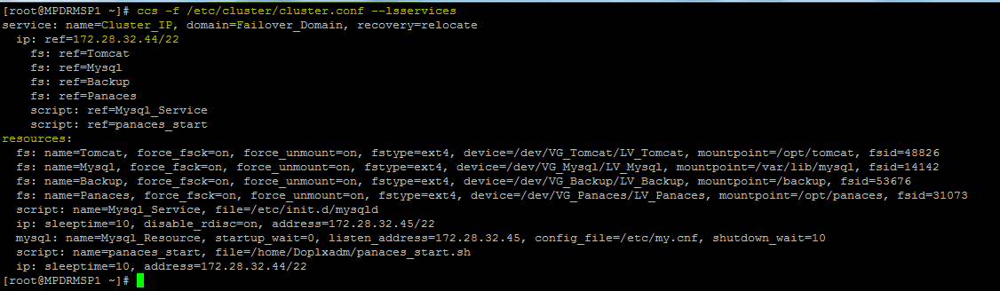 [root@MPDRMSP1 ~]# ccs -f /etc/cluster/cluster.conf --lsservices
service: name=Cluster_IP, domain=Failover_Domain, recovery=relocate
  ip: ref=172.28.32.44/22
    fs: ref=Tomcat
    fs: ref=Mysql
    fs: ref=Backup
    fs: ref=Panaces
    script: ref=Mysql_Service
    script: ref=panaces_start
resources:
  fs: name=Tomcat, force_fsck=on, force_unmount=on, fstype=ext4, device=/dev/VG_Tomcat/LV_Tomcat, mountpoint=/opt/tomcat, fsid=48826
  fs: name=Mysql, force_fsck=on, force_unmount=on, fstype=ext4, device=/dev/VG_Mysql/LV_Mysql, mountpoint=/var/lib/mysql, fsid=14142
  fs: name=Backup, force_fsck=on, force_unmount=on, fstype=ext4, device=/dev/VG_Backup/LV_Backup, mountpoint=/backup, fsid=53676
  fs: name=Panaces, force_fsck=on, force_unmount=on, fstype=ext4, device=/dev/VG_Panaces/LV_Panaces, mountpoint=/opt/panaces, fsid=31073
  script: name=Mysql_Service, file=/etc/init.d/mysqld
  ip: sleeptime=10, disable_rdisc=on, address=172.28.32.45/22
  mysql: name=Mysql_Resource, startup_wait=0, listen_address=172.28.32.45, config_file=/etc/my.cnf, shutdown_wait=10
  script: name=panaces_start, file=/home/Doplxadm/panaces_start.sh
  ip: sleeptime=10, address=172.28.32.44/22
[root@MPDRMSP1 ~]#